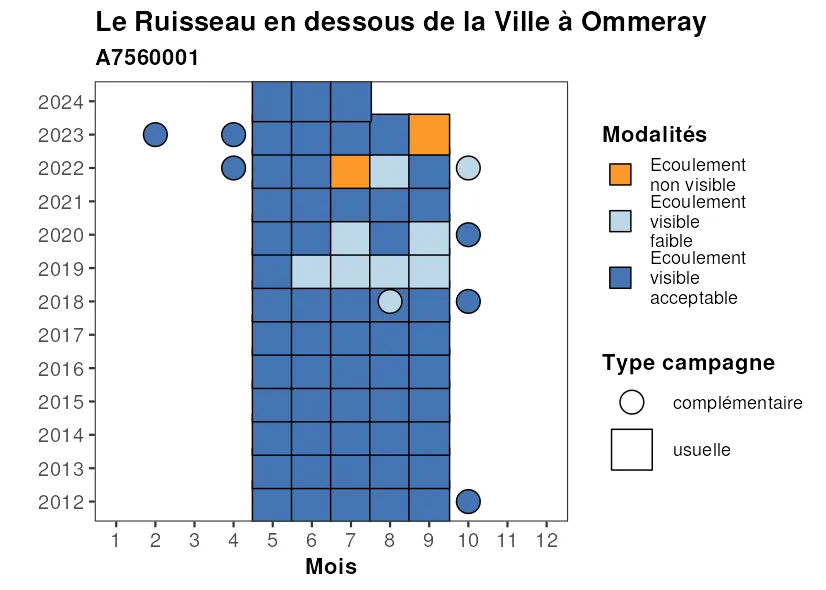 Le Ruisseau en dessous de la Ville à Ommeray
A7560001
2024
2023
2022
2021
2020
2019
2018
2017
2016
2015
2014
2013
2012
1 2 3 4 5 6 7 8 9 10 11 12
Mois
Modalités
Ecoulement
non visible
Ecoulement
visible
faible
Ecoulement
visible
acceptable
Type campagne
complémentaire
usuelle